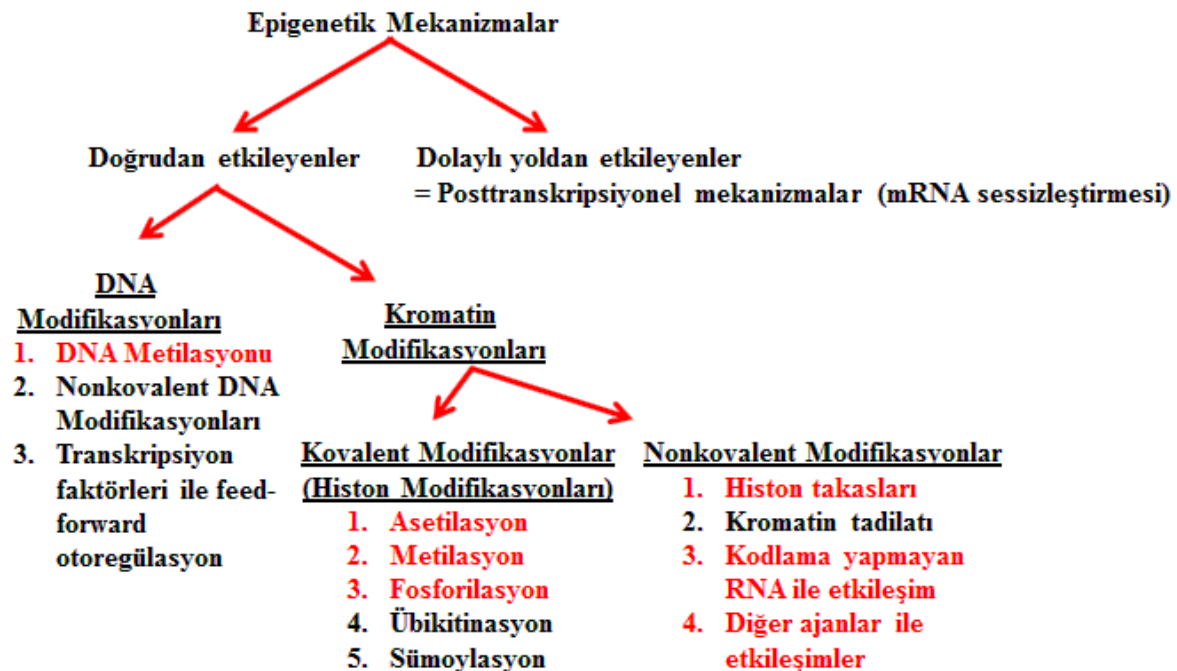 Epigenetik Mekanizmalar
Doğrudan etkileyenler
Dolaylı yoldan etkileyenler
= Posttranskripsiyonel mekanizmalar (mRNA sessizleştirmesi)
DNA
Modifikasyonları
1. DNA Metilasyonu
2. Nonkovalent DNA
Modifikasyonları
3. Transkripsiyon
faktörleri ile feed-
forward
otoregülasyon
Kromatin
Modifikasyonları
Kovalent Modifikasyonlar
(Histon Modifikasyonları)
1. Asetilasyon
2. Metilasyon
3. Fosforilasyon
4. Übikitinasyon
5. Sümoylasyon
Nonkovalent Modifikasyonlar
1. Histon takasları
2. Kromatin tadilatı
3. Kodlama yapmayan
RNA ile etkileşim
4. Diğer ajanlar ile
etkileşimler